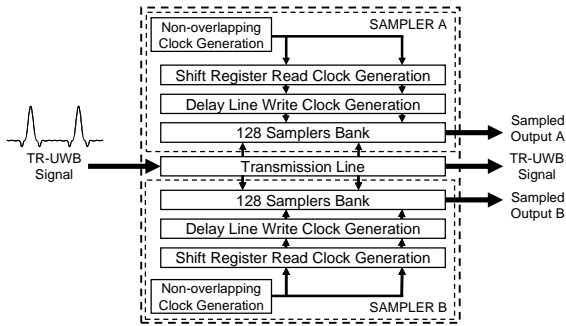 Non-overlapping
Clock Generation
SAMPLER A
Shift Register Read Clock Generation
Delay Line Write Clock Generation
128 Samplers Bank
Sampled
Output A
TR-UWB
Signal
Transmission Line
TR-UWB
Signal
128 Samplers Bank
Sampled
Output B
Delay Line Write Clock Generation
Shift Register Read Clock Generation
Non-overlapping
Clock Generation
SAMPLER B